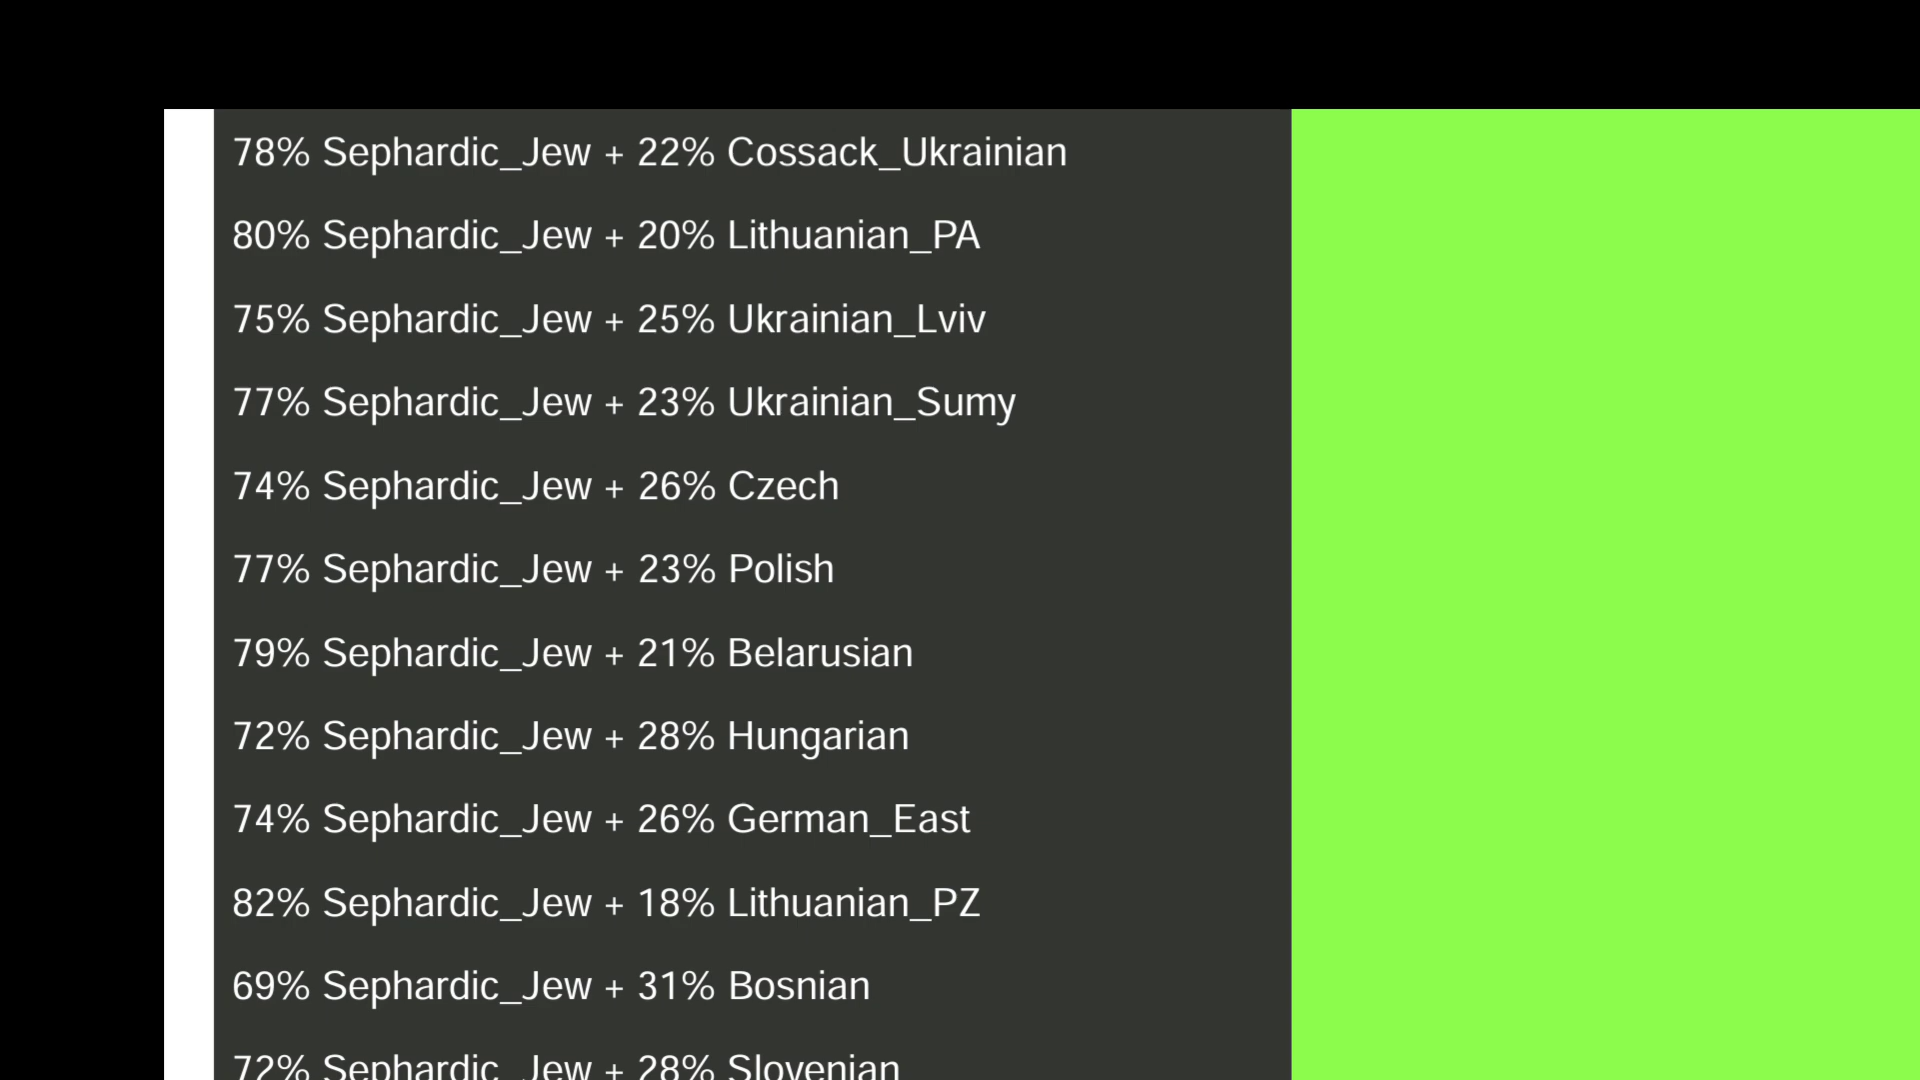 78% Sephardic_Jew + 22% Cossack_Ukrainian
80% Sephardic_Jew + 20% Lithuanian_PA
75% Sephardic_Jew + 25% Ukrainian_Lviv
77% Sephardic_Jew + 23% Ukrainian_Sumy
74% Sephardic_Jew + 26% Czech
77% Sephardic_Jew + 23% Polish
79% Sephardic_Jew + 21% Belarusian
72% Sephardic_Jew + 28% Hungarian
74% Sephardic_Jew + 26% German_East
82% Sephardic_Jew + 18% Lithuanian_PZ
69% Sephardic_Jew + 31% Bosnian
72% Sephardic_Jew + 28% Slovenian